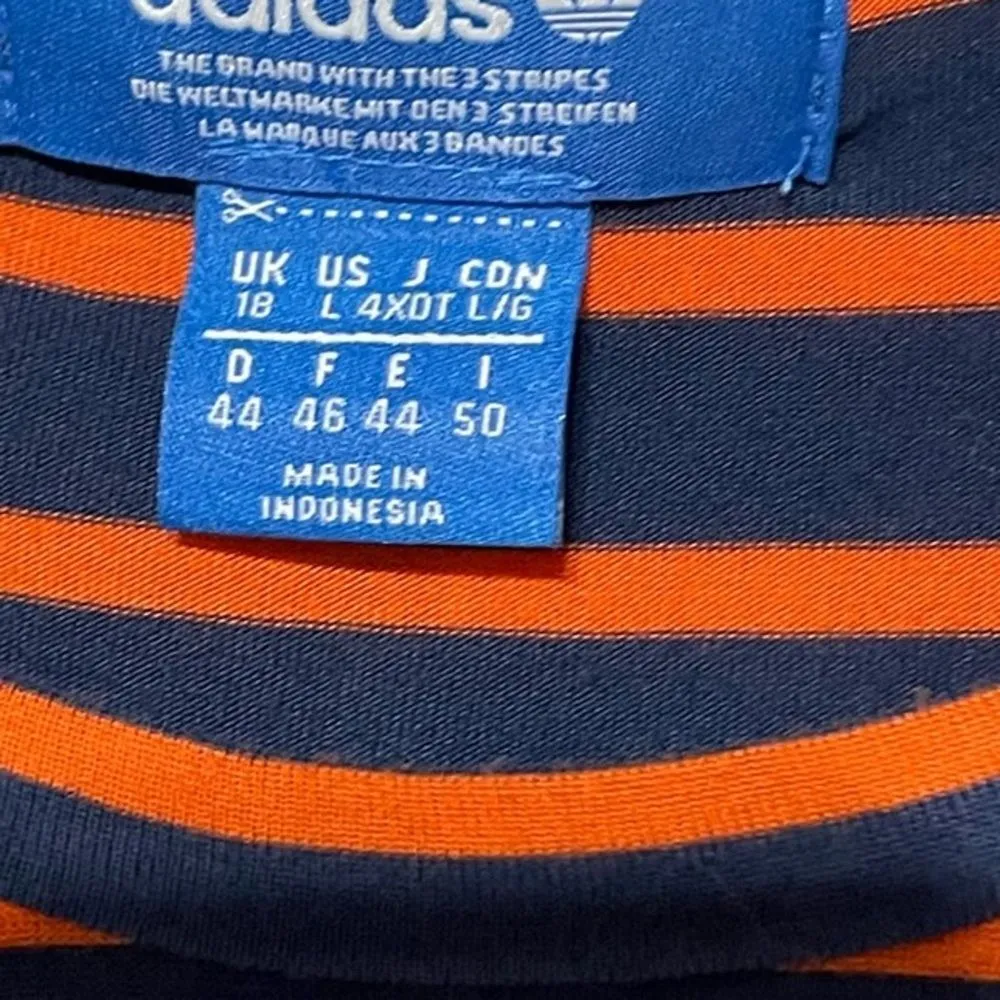 adidas
THE BRAND WITH THE 3 STRIPES
DIE WELTMARKE MIT DEN 3 STREIFEN
LA MARQUE AUX 3 BANDES
UK US J CDN
18 L 4XOT L/G
D F E I
44 46 44 50
MADE IN
INDONESIA